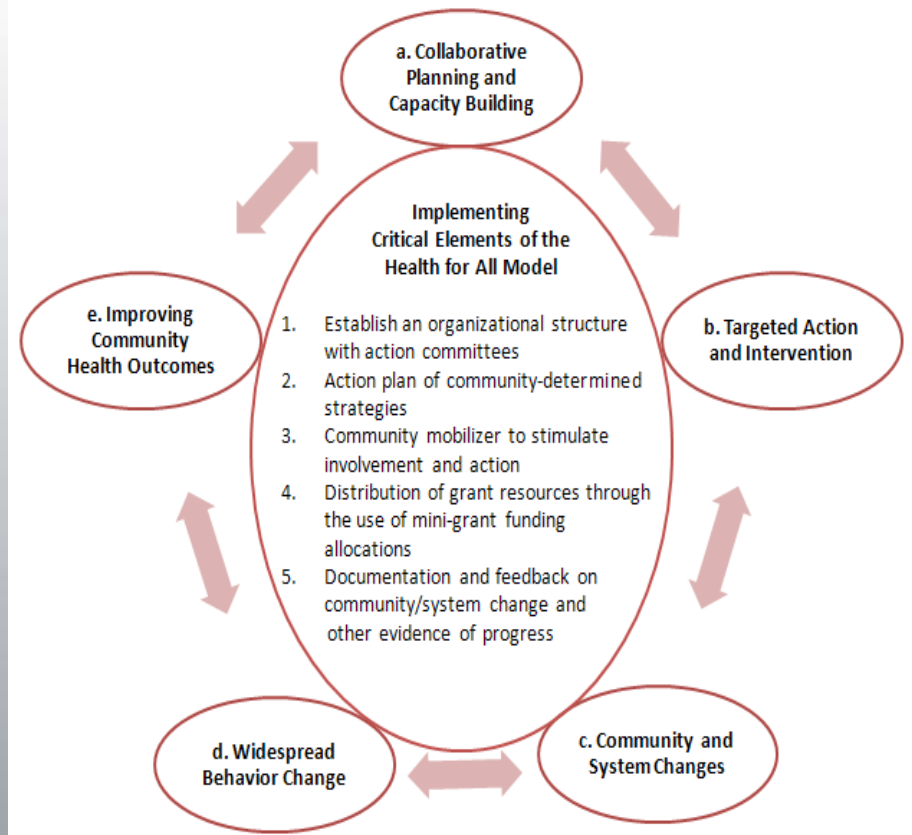 a. Collaborative
Planning and
Capacity Building
Implementing
Critical Elements of the
Health for All Model
1. Establish an organizational structure
with action committees
2. Action plan of community-determined
strategies
3. Community mobilizer to stimulate
involvement and action
4. Distribution of grant resources through
the use of mini-grant funding
allocations
5. Documentation and feedback on
community/system change and
other evidence of progress
b. Targeted Action
and Intervention
c. Community and
System Changes
d. Widespread
Behavior Change
e. Improving
Community
Health Outcomes